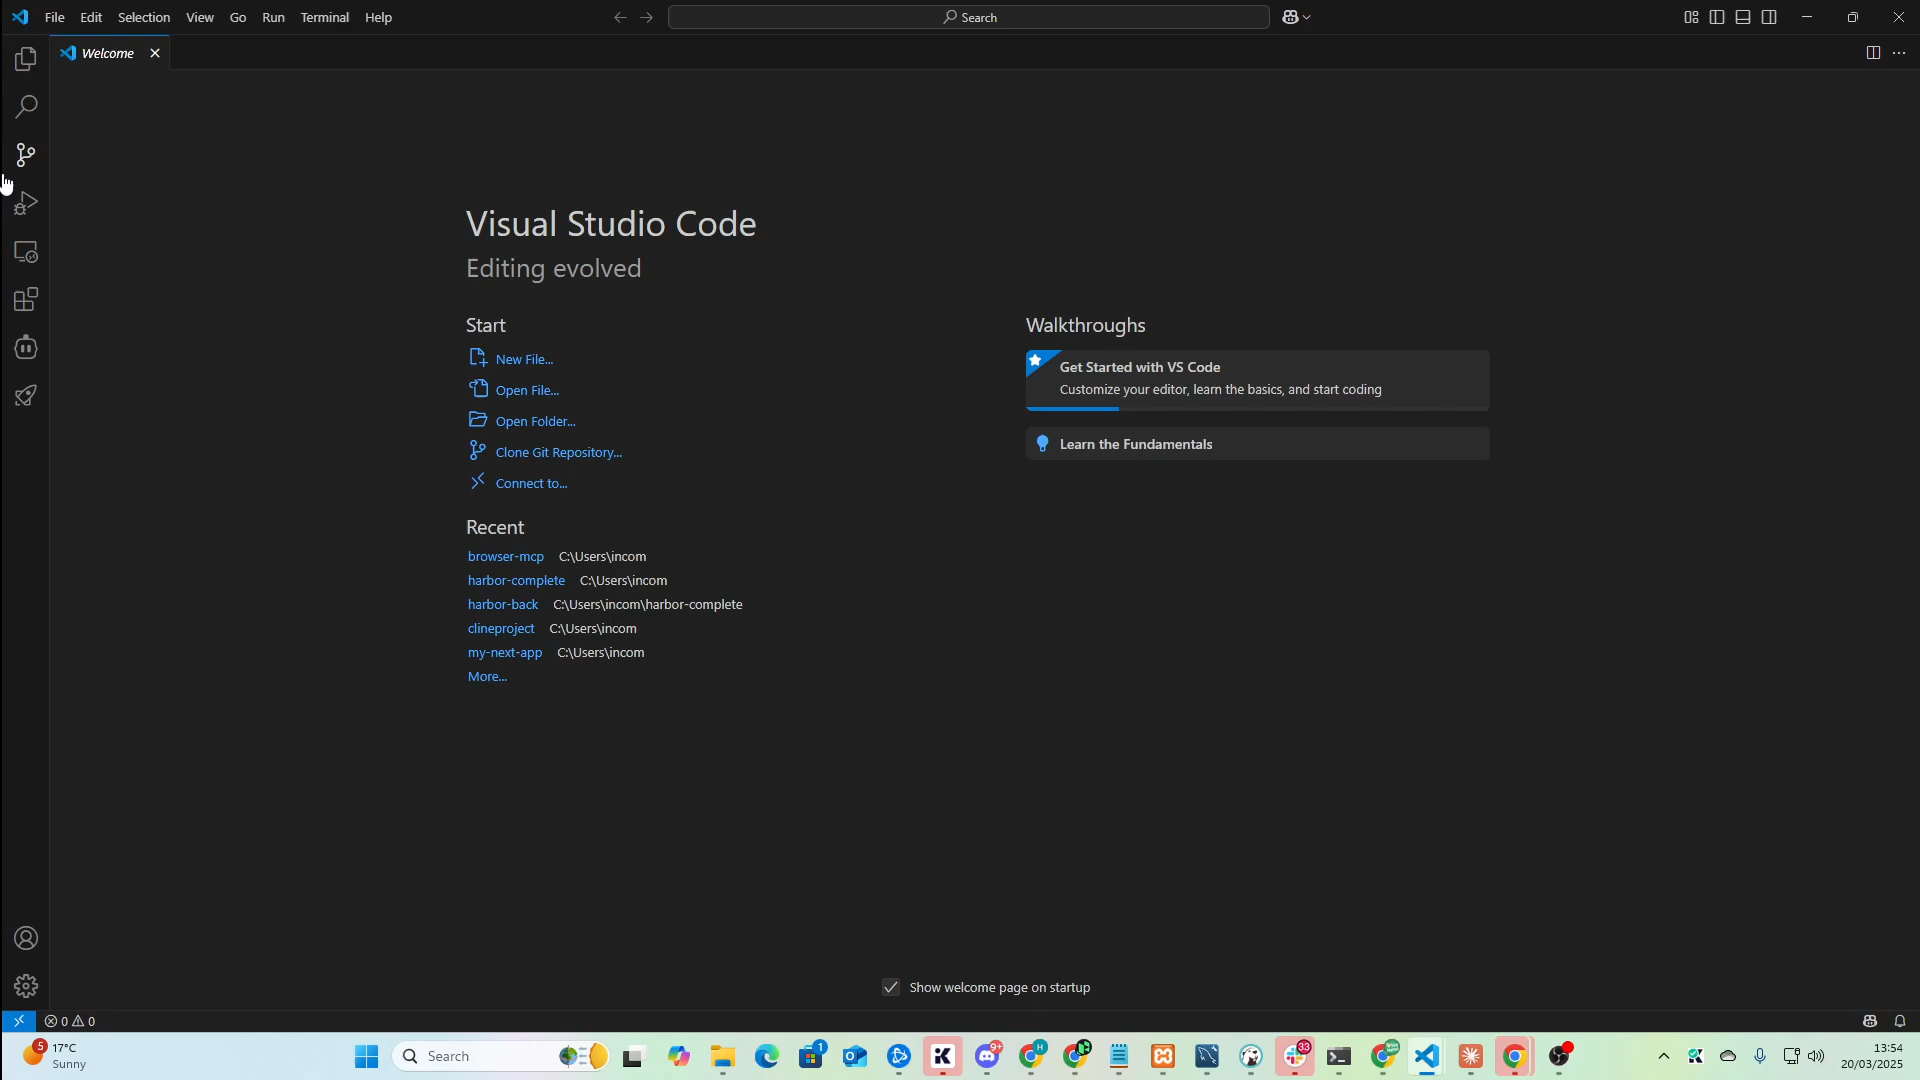 File Edit Selection View Go Run Terminal Help
Search
Welcome
Visual Studio Code
Editing evolved
Start
New File...
Open File...
Open Folder...
Clone Git Repository...
Connect to...
Recent
browser-mcp C:\Users\incom
harbor-complete C:\Users\incom
harbor-back C:\Users\incom\harbor-complete
clineproject C:\Users\incom
my-next-app C:\Users\incom
More...
Walkthroughs
Get Started with VS Code
Customize your editor, learn the basics, and start coding
Learn the Fundamentals
Show welcome page on startup
0 0
5
17°C
Sunny
Search
1
9+
H
33
13:54
20/03/2025